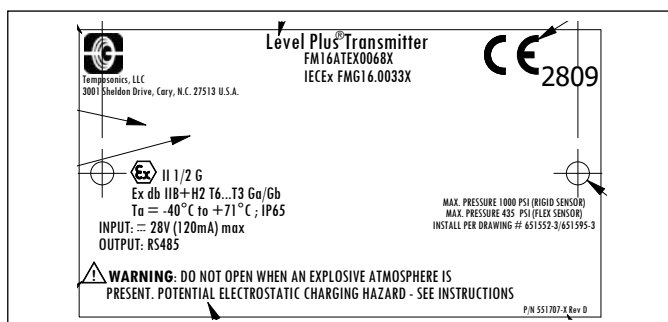 Level Plus® Transmitter
FM16ATEX0068X
IECEx FMG16.0033X
CE 2809
Temposonics, LLC
3001 Sheldon Drive, Cary, N.C. 27513 U.S.A.
Ex II 1/2 G
Ex db IIB+H2 T6...T3 Ga/Gb
Ta = -40°C to +71°C ; IP65
INPUT: ⎓ 28V (120mA) max
OUTPUT: RS485
MAX. PRESSURE 1000 PSI (RIGID SENSOR)
MAX. PRESSURE 435 PSI (FLEX SENSOR)
INSTALL PER DRAWING # 651552-3/651595-3
WARNING: DO NOT OPEN WHEN AN EXPLOSIVE ATMOSPHERE IS
PRESENT. POTENTIAL ELECTROSTATIC CHARGING HAZARD - SEE INSTRUCTIONS
P/N 551707-X Rev D